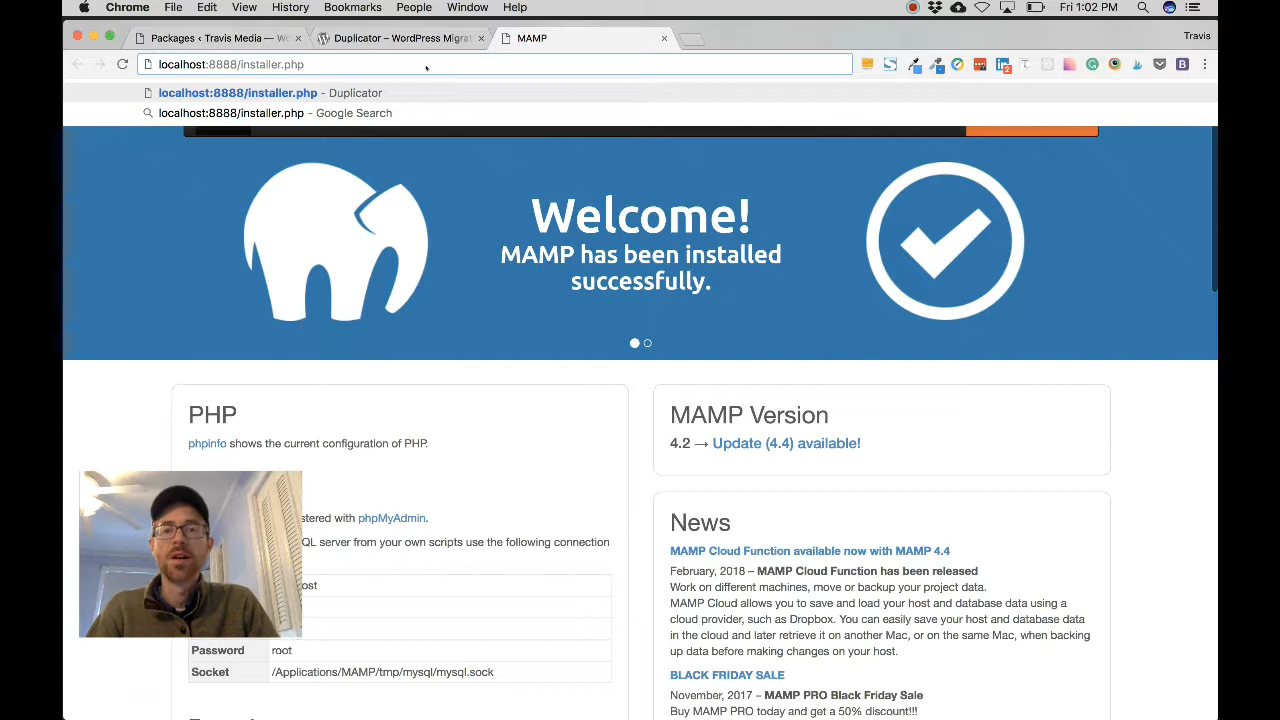 Chrome File Edit View History Bookmarks People Window Help Fri 1:02 PM
Packages ‹ Travis Media — Wo
Duplicator – WordPress Migrat
MAMP
Travis
localhost:8888/installer.php
localhost:8888/installer.php - Duplicator
localhost:8888/installer.php - Google Search
Welcome!
MAMP has been installed
successfully.
PHP
phpinfo shows the current configuration of PHP.
stered with phpMyAdmin.
QL server from your own scripts use the following connection
ost
Password root
Socket /Applications/MAMP/tmp/mysql/mysql.sock
MAMP Version
4.2 → Update (4.4) available!
News
MAMP Cloud Function available now with MAMP 4.4
February, 2018 – MAMP Cloud Function has been released
Work on different machines, move or backup your project data.
MAMP Cloud allows you to save and load your host and database data using a
cloud provider, such as Dropbox. You can easily save your host and database data
in the cloud and later retrieve it on another Mac, or on the same Mac, when backing
up data before making changes on your host.
BLACK FRIDAY SALE
November, 2017 – MAMP PRO Black Friday Sale
Buy MAMP PRO today and get a 50% discount!!!